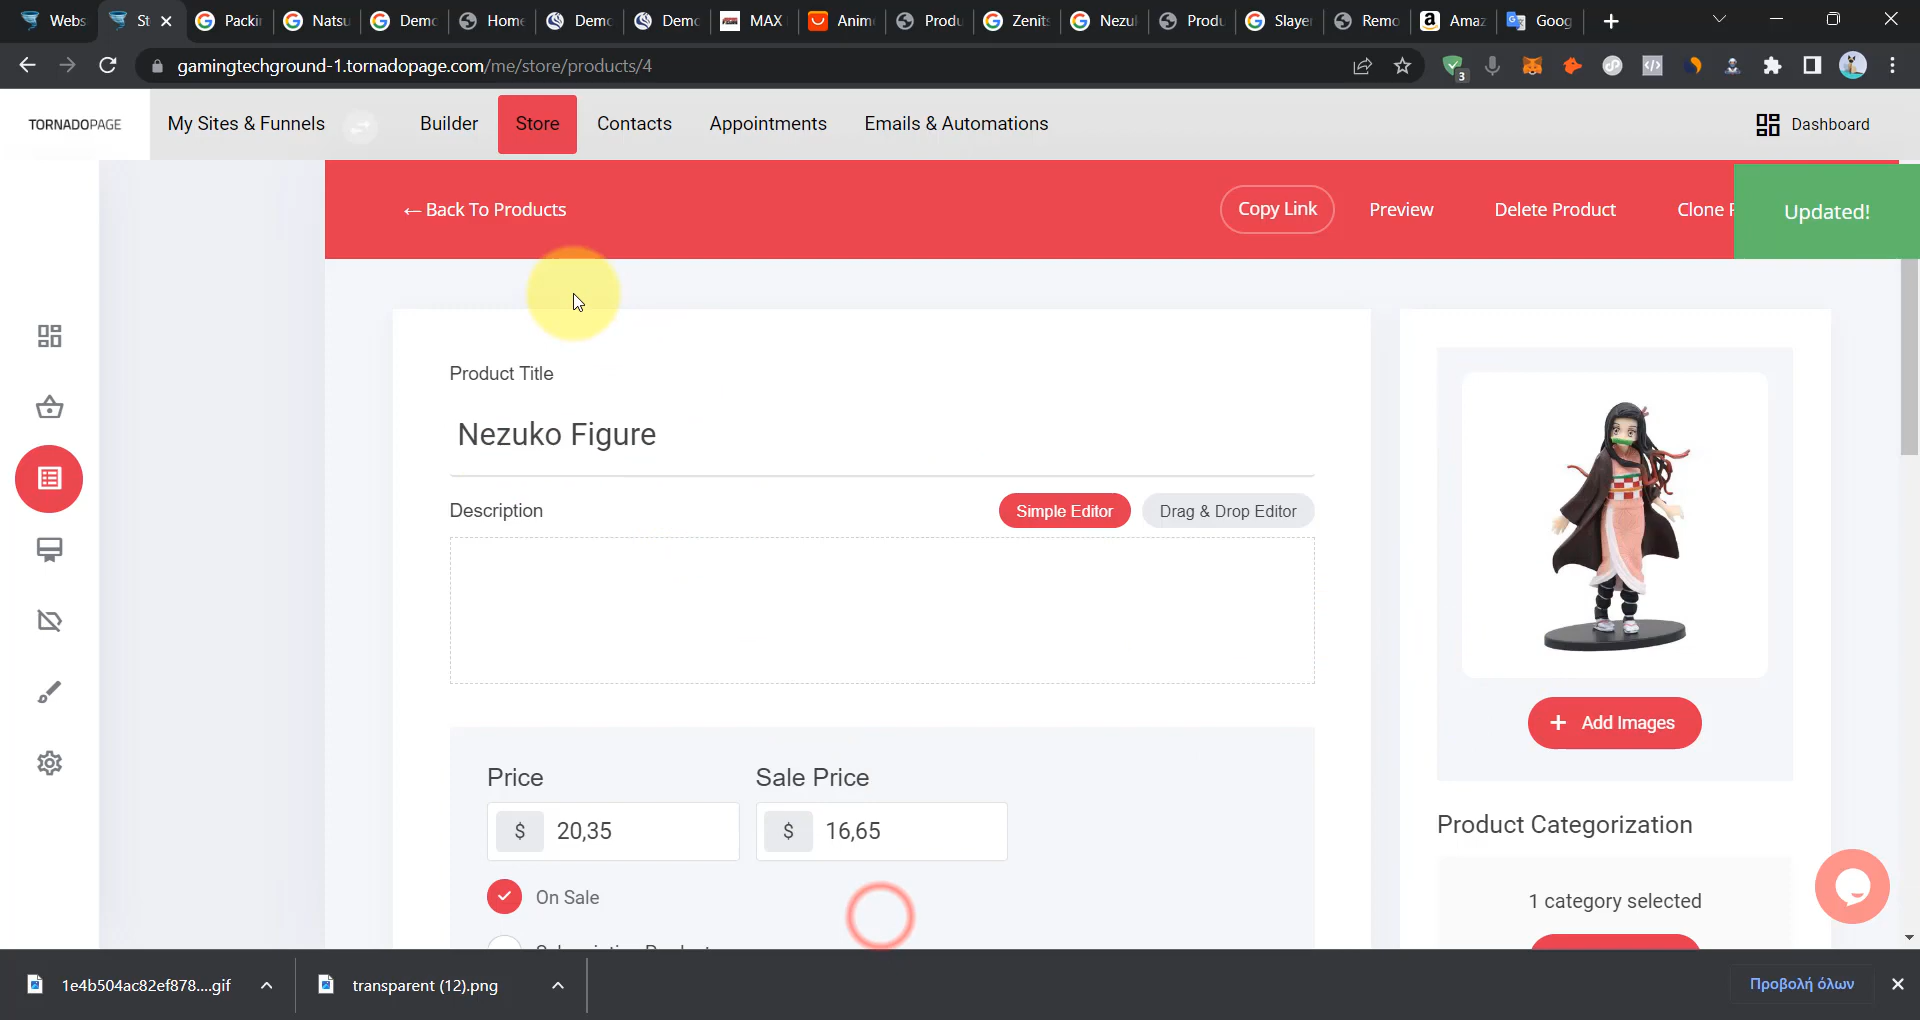 Webs
St
Packi
Natsu
Demo
Home
Demo
Demo
MAX
Anim
Produ
Zenits
Nezuk
Produ
Slayer
Remo
Amaz
Goog
gamingtechground-1.tornadopage.com/me/store/products/4
3
TORNADOPAGE
My Sites & Funnels
Builder
Store
Contacts
Appointments
Emails & Automations
Dashboard
←Back To Products
Copy Link
Preview
Delete Product
Clone P
Updated!
Product Title
Nezuko Figure
Description
Simple Editor
Drag & Drop Editor
+ Add Images
Price
Sale Price
$ 20,35
$ 16,65
Product Categorization
On Sale
1 category selected
1e4b504ac82ef878....gif
transparent (12).png
Προβολή όλων